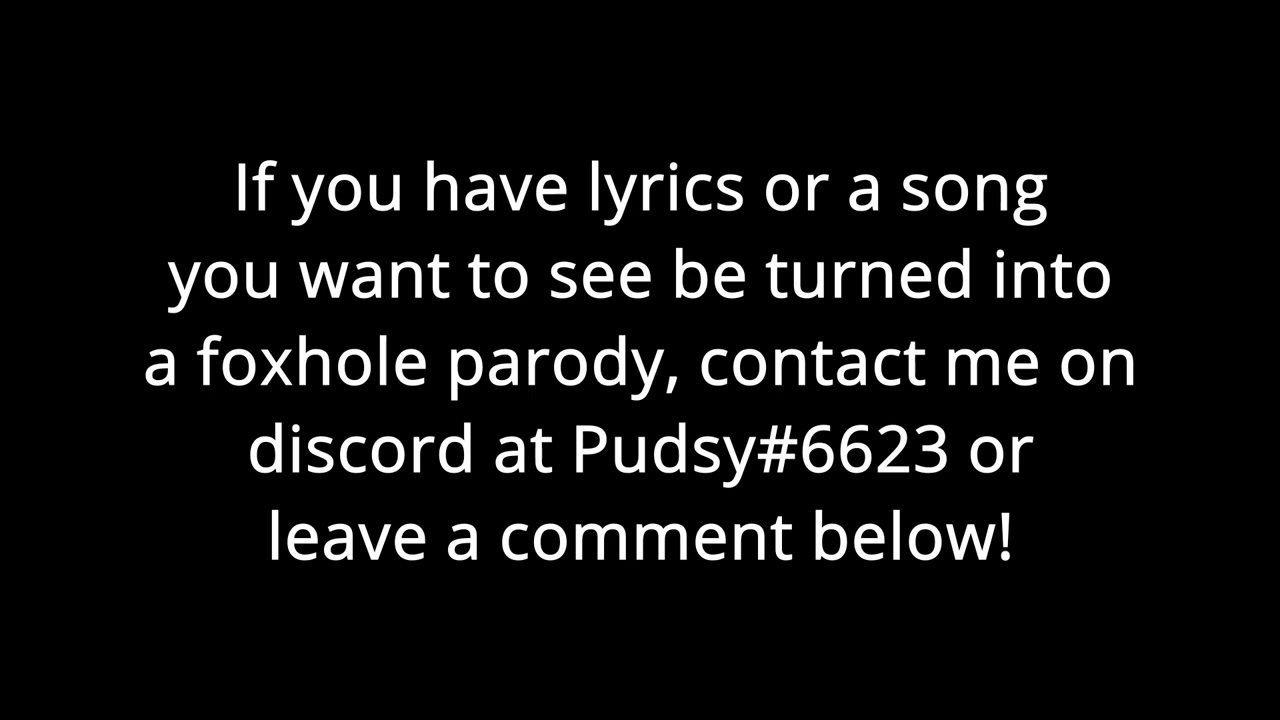 If you have lyrics or a song
you want to see be turned into
a foxhole parody, contact me on
discord at Pudsy#6623 or
leave a comment below!